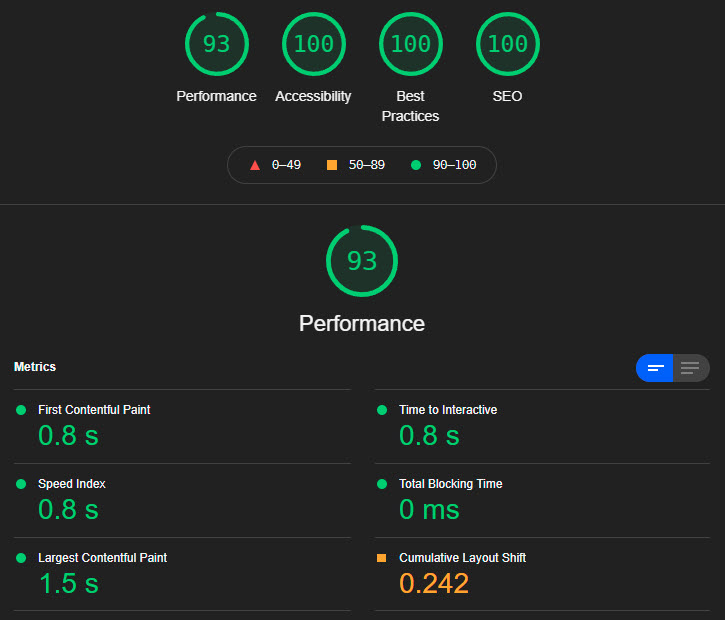 93 100 100 100
Performance Accessibility Best Practices SEO
0–49 50–89 90–100
93
Performance
Metrics
First Contentful Paint
0.8 s
Time to Interactive
0.8 s
Speed Index
0.8 s
Total Blocking Time
0 ms
Largest Contentful Paint
1.5 s
Cumulative Layout Shift
0.242